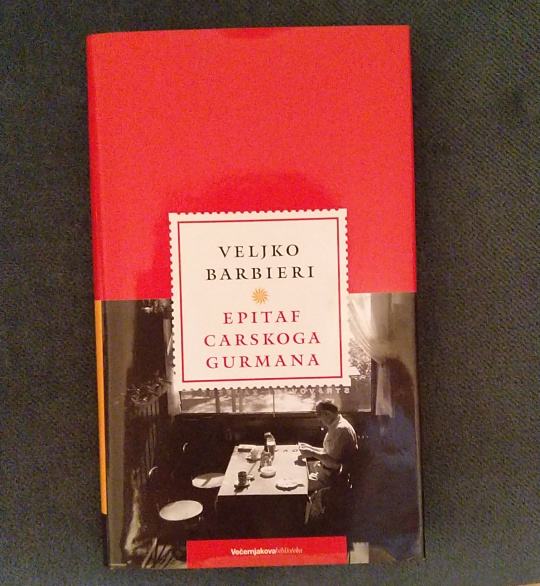 VELJKO
BARBIERI
EPITAF
CARSKOGA
GURMANA
Večernjakova biblioteka